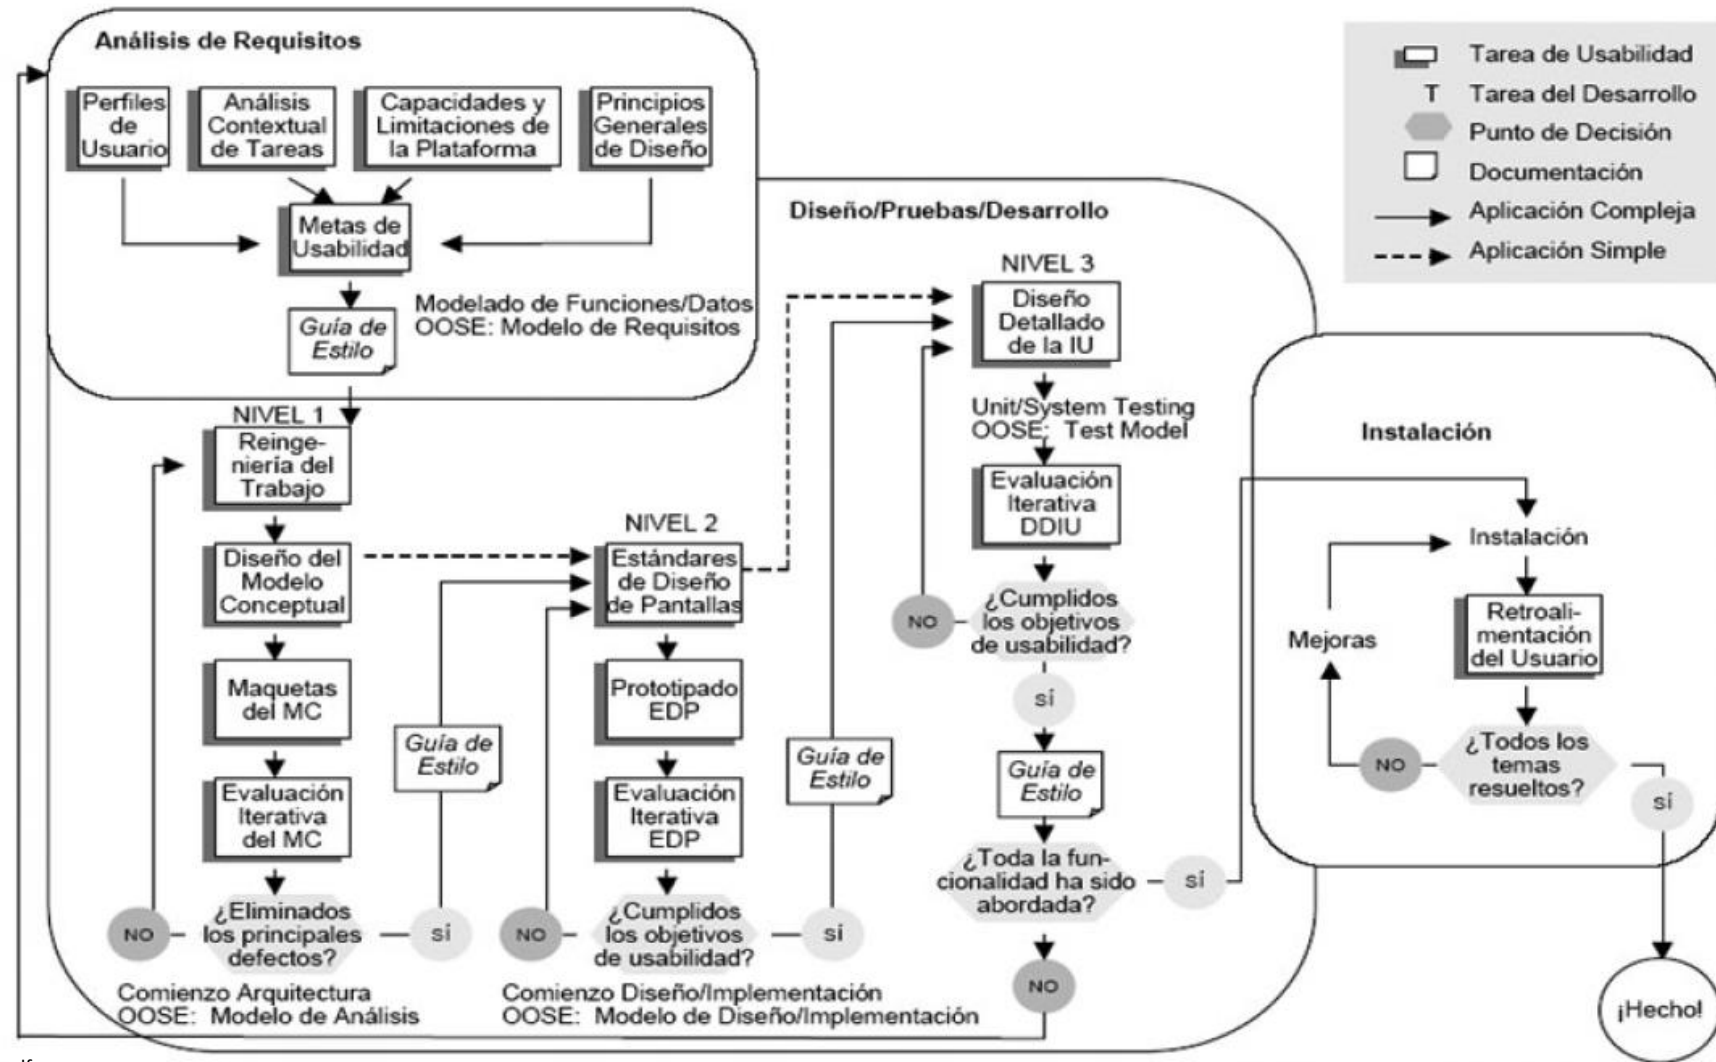 Análisis de Requisitos
Perfiles
de
Usuario
Análisis
Contextual
de Tareas
Capacidades y
Limitaciones de
la Plataforma
Principios
Generales
de Diseño
Metas de
Usabilidad
Guía de
Estilo
Modelado de Funciones/Datos
OOSE: Modelo de Requisitos
Tarea de Usabilidad
T Tarea del Desarrollo
Punto de Decisión
Documentación
Aplicación Compleja
Aplicación Simple
Diseño/Pruebas/Desarrollo
NIVEL 1
Reinge-
niería del
Trabajo
Diseño del
Modelo
Conceptual
Maquetas
del MC
Evaluación
Iterativa
del MC
¿Eliminados
los principales
defectos?
NO
SÍ
Comienzo Arquitectura
OOSE: Modelo de Análisis
Guía de
Estilo
NIVEL 2
Estándares
de Diseño
de Pantallas
Prototipado
EDP
Evaluación
Iterativa
EDP
¿Cumplidos
los objetivos
de usabilidad?
NO
SÍ
Comienzo Diseño/Implementación
OOSE: Modelo de Diseño/Implementación
Guía de
Estilo
NIVEL 3
Diseño
Detallado
de la IU
Unit/System Testing
OOSE: Test Model
Evaluación
Iterativa
DDIU
¿Cumplidos
los objetivos
de usabilidad?
NO
SÍ
Guía de
Estilo
¿Toda la fun-
cionalidad ha sido
abordada?
SÍ
NO
Instalación
Instalación
Retroali-
mentación
del Usuario
Mejoras
¿Todos los
temas
resueltos?
NO
SÍ
¡Hecho!